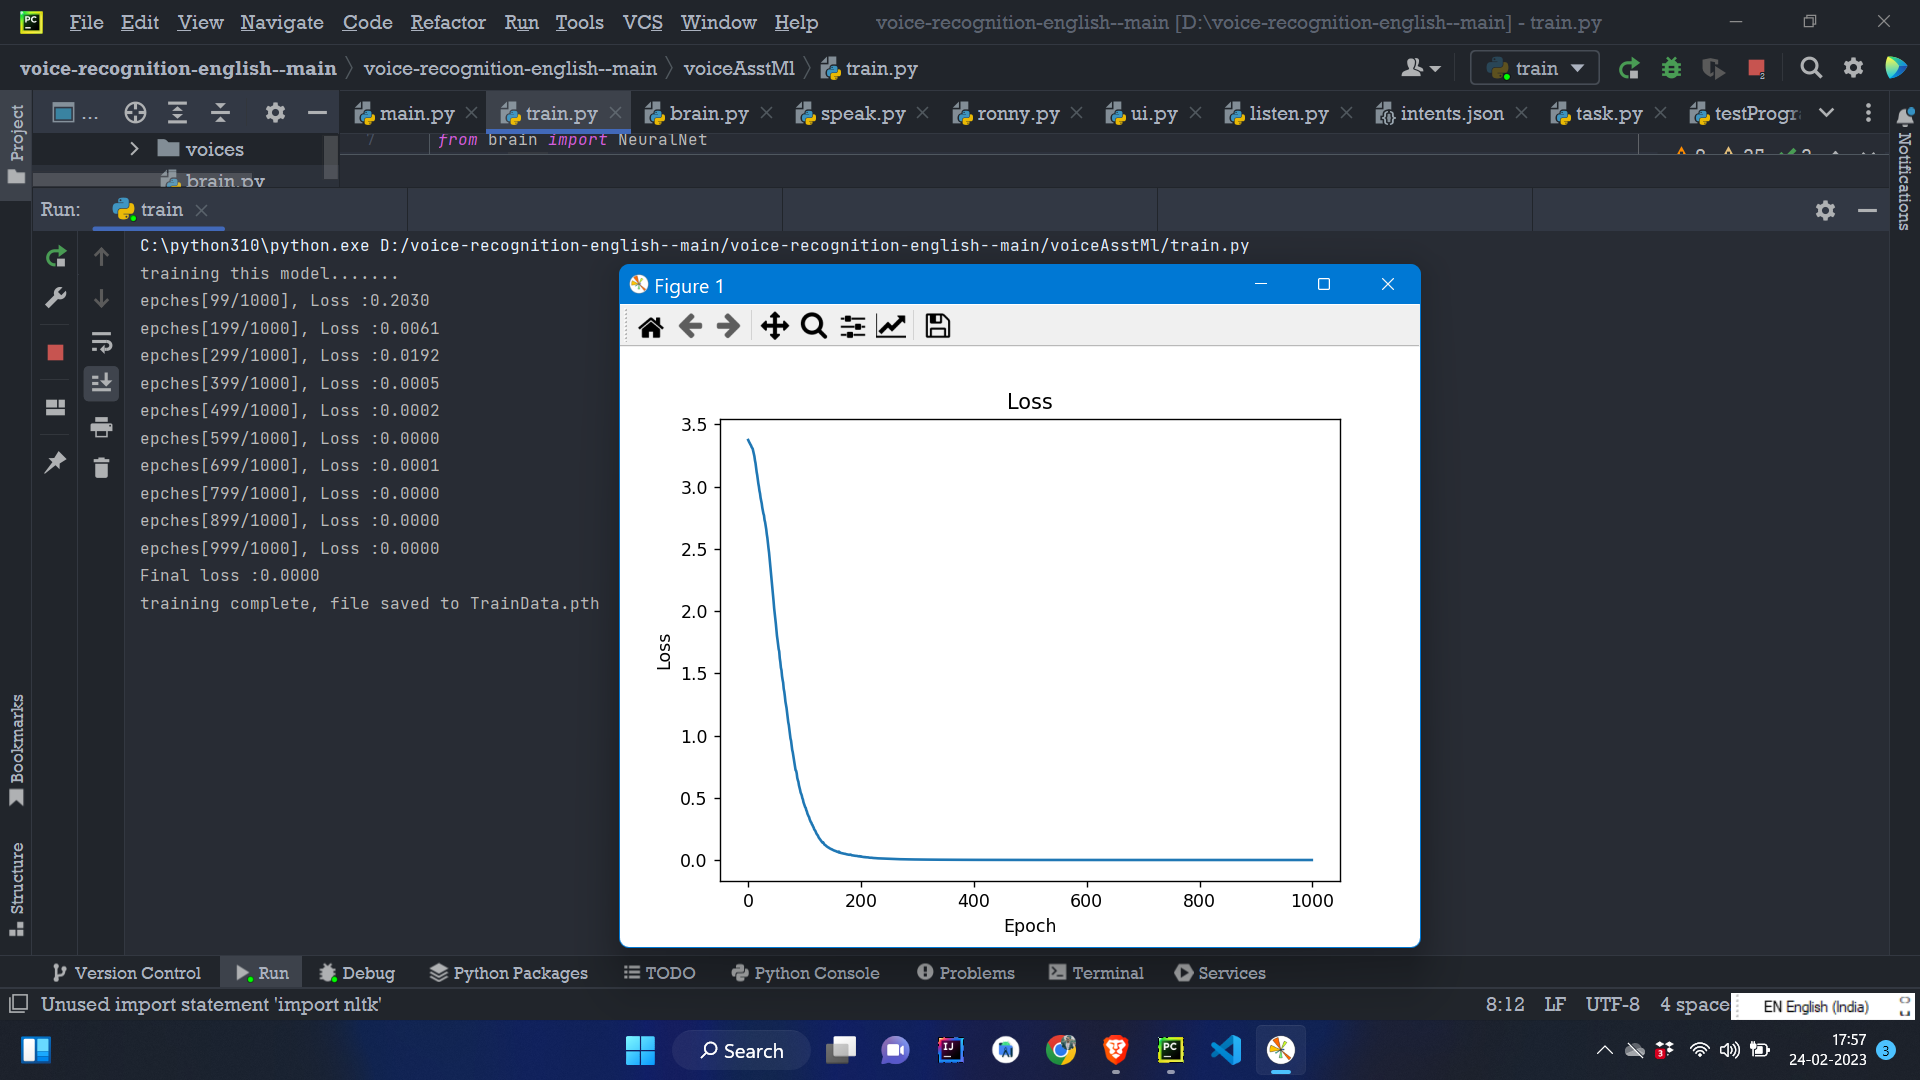 PC File Edit View Navigate Code Refactor Run Tools VCS Window Help voice-recognition-english--main [D:\voice-recognition-english--main] - train.py
voice-recognition-english--main voice-recognition-english--main voiceAsstMl train.py train
Project ... main.py train.py brain.py speak.py ronny.py ui.py listen.py intents.json task.py testProgr
voices 7 from brain import NeuralNet
brain.py
Notifications
Run: train
C:\python310\python.exe D:/voice-recognition-english--main/voice-recognition-english--main/voiceAsstMl/train.py
training this model.......
epches[99/1000], Loss :0.2030
epches[199/1000], Loss :0.0061
epches[299/1000], Loss :0.0192
epches[399/1000], Loss :0.0005
epches[499/1000], Loss :0.0002
epches[599/1000], Loss :0.0000
epches[699/1000], Loss :0.0001
epches[799/1000], Loss :0.0000
epches[899/1000], Loss :0.0000
epches[999/1000], Loss :0.0000
Final loss :0.0000
training complete, file saved to TrainData.pth
Figure 1
Loss
3.5
3.0
2.5
2.0
1.5
1.0
0.5
0.0
Loss
0 200 400 600 800 1000
Epoch
Bookmarks
Structure
Version Control Run Debug Python Packages TODO Python Console Problems Terminal Services
Unused import statement 'import nltk' 8:12 LF UTF-8 4 space EN English (India)
Search 17:57
24-02-2023 3